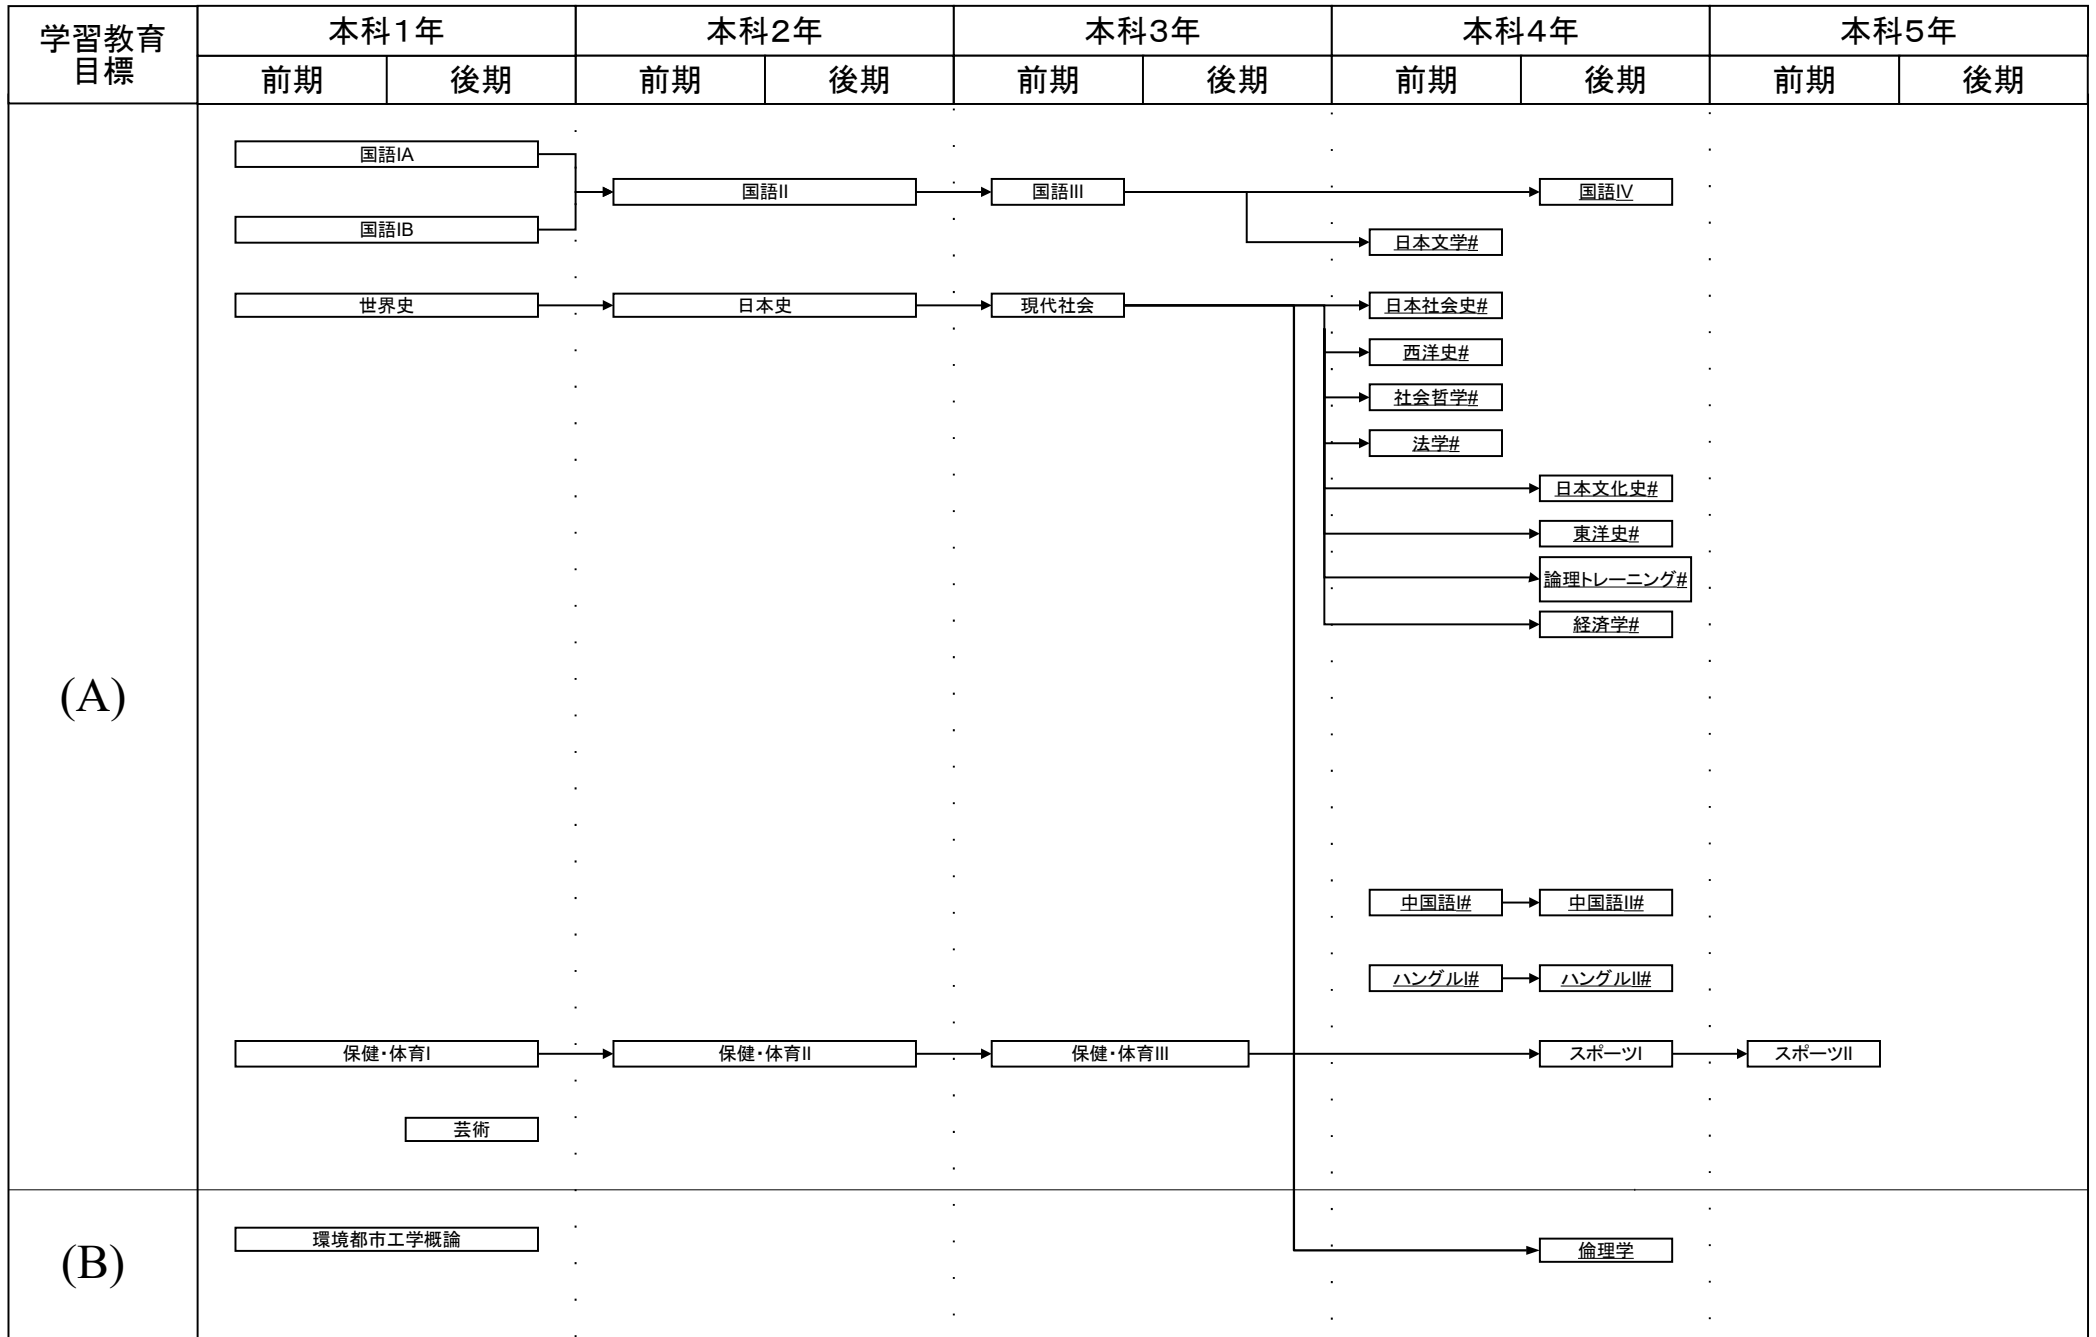 学習教育
目標
本科1年
本科2年
本科3年
本科4年
本科5年
前期
後期
前期
後期
前期
後期
前期
後期
前期
後期
(A)
国語IA
国語IB
国語II
国語III
国語IV
日本文学#
世界史
日本史
現代社会
日本社会史#
西洋史#
社会哲学#
法学#
日本文化史#
東洋史#
論理トレーニング#
経済学#
中国語I#
中国語II#
ハングルI#
ハングルII#
保健・体育I
保健・体育II
保健・体育III
スポーツI
スポーツII
芸術
(B)
環境都市工学概論
倫理学